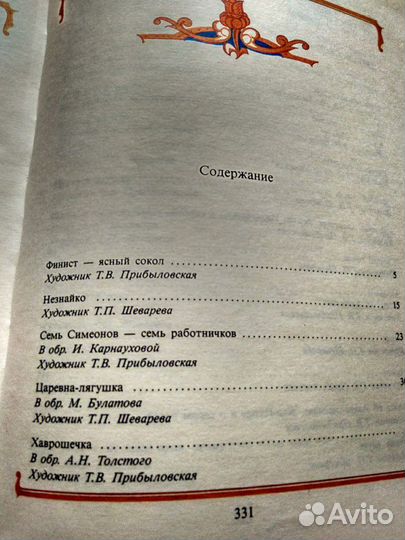 Содержание
Финист — ясный сокол 5
Художник Т.В. Прибыловская
Незнайко 15
Художник Т.П. Шеварева
Семь Симеонов — семь работничков 23
В обр. И. Карнауховой
Художник Т.В. Прибыловская
Царевна-лягушка
В обр. М. Булатова
Художник Т.П. Шеварева
Хаврошечка
В обр. А.Н. Толстого
Художник Т.В. Прибыловская
331
Avito